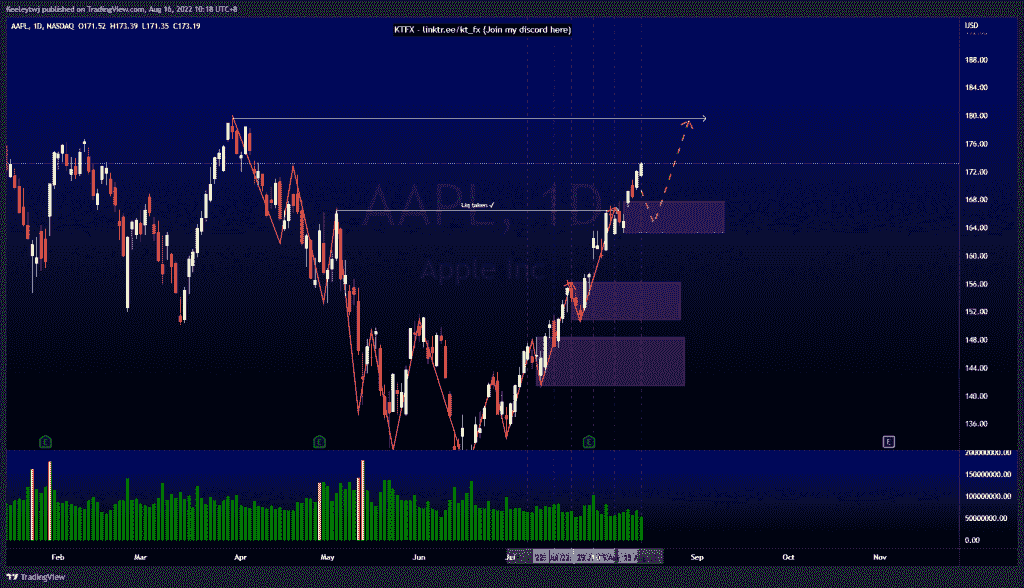 Keeleytwj published on TradingView.com, Aug 16, 2022 10:18 UTC+8
AAPL, 1D, NASDAQ O171.52 H173.39 L171.35 C173.19
KTFX - linktr.ee/kt_fx (Join my discord here)
USD
188.00
184.00
180.00
176.00
172.00
168.00
164.00
160.00
156.00
152.00
148.00
144.00
140.00
136.00
Liq taken ✓
AAPL, 1D
Apple Inc
E
E
E
E
200000000.00
150000000.00
100000000.00
50000000.00
0.00
Feb Mar Apr May Jun Jul Sep Oct Nov
TradingView